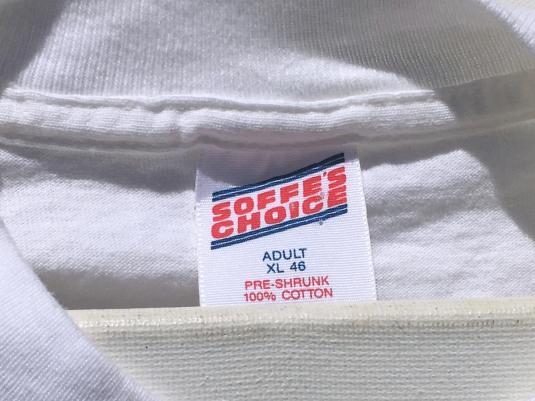 SOFFE'S
CHOICE®
ADULT
XL 46
PRE-SHRUNK
100% COTTON